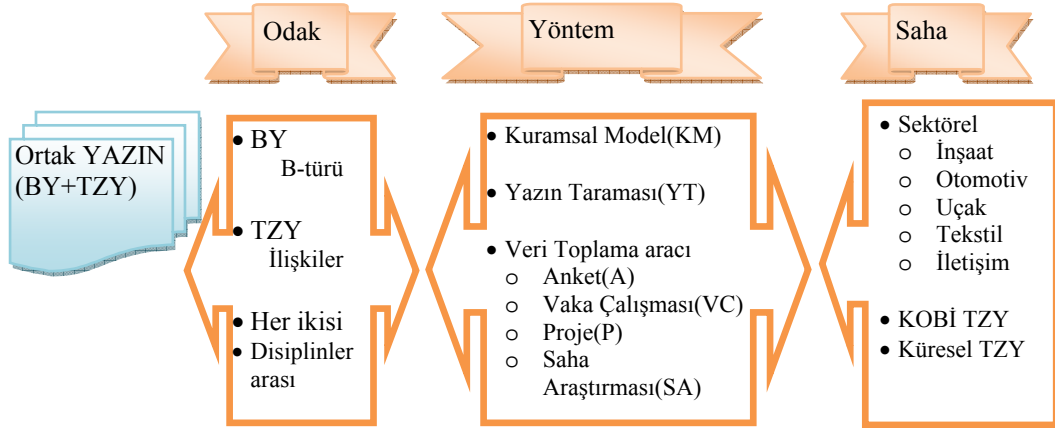 Odak
Yöntem
Saha
Ortak YAZIN
(BY+TZY)
• BY
B-türü
• TZY
İlişkiler
• Her ikisi
• Disiplinler
arası
• Kuramsal Model(KM)
• Yazın Taraması(YT)
• Veri Toplama aracı
o Anket(A)
o Vaka Çalışması(VC)
o Proje(P)
o Saha
Araştırması(SA)
• Sektörel
o İnşaat
o Otomotiv
o Uçak
o Tekstil
o İletişim
• KOBİ TZY
• Küresel TZY